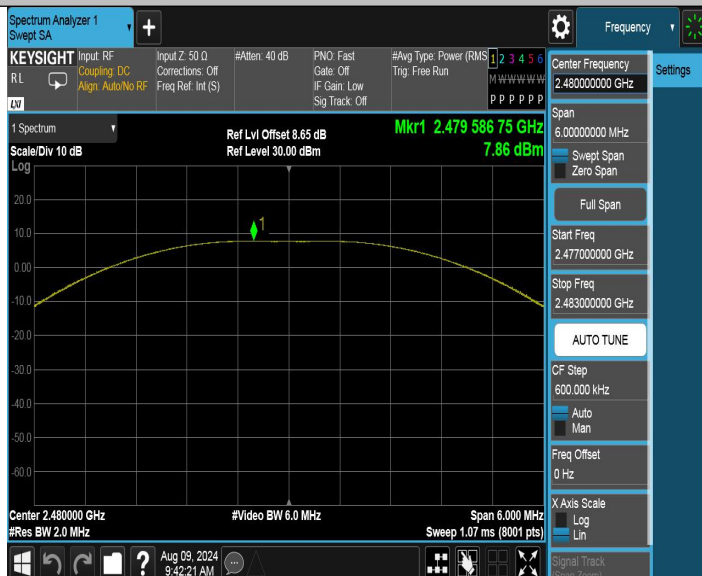 Spectrum Analyzer 1
Swept SA
+
Frequency
KEYSIGHT
RL
LXI
Input: RF
Coupling: DC
Align: Auto/No RF
Input Z: 50 Ω
Corrections: Off
Freq Ref: Int (S)
#Atten: 40 dB
PNO: Fast
Gate: Off
IF Gain: Low
Sig Track: Off
#Avg Type: Power (RMS
Trig: Free Run
1 2 3 4 5 6
M W W W W W
P P P P P P
Center Frequency
2.480000000 GHz
Settings
Span
6.00000000 MHz
Swept Span
Zero Span
Full Span
Start Freq
2.477000000 GHz
Stop Freq
2.483000000 GHz
AUTO TUNE
CF Step
600.000 kHz
Auto
Man
Freq Offset
0 Hz
X Axis Scale
Log
Lin
Signal Track
(Span Zoom)
1 Spectrum
Scale/Div 10 dB
Log
Ref Lvl Offset 8.65 dB
Ref Level 30.00 dBm
Mkr1 2.479 586 75 GHz
7.86 dBm
1
20.0
10.0
0.00
-10.0
-20.0
-30.0
-40.0
-50.0
-60.0
Center 2.480000 GHz
#Res BW 2.0 MHz
#Video BW 6.0 MHz
Span 6.000 MHz
Sweep 1.07 ms (8001 pts)
?
Aug 09, 2024
9:42:21 AM